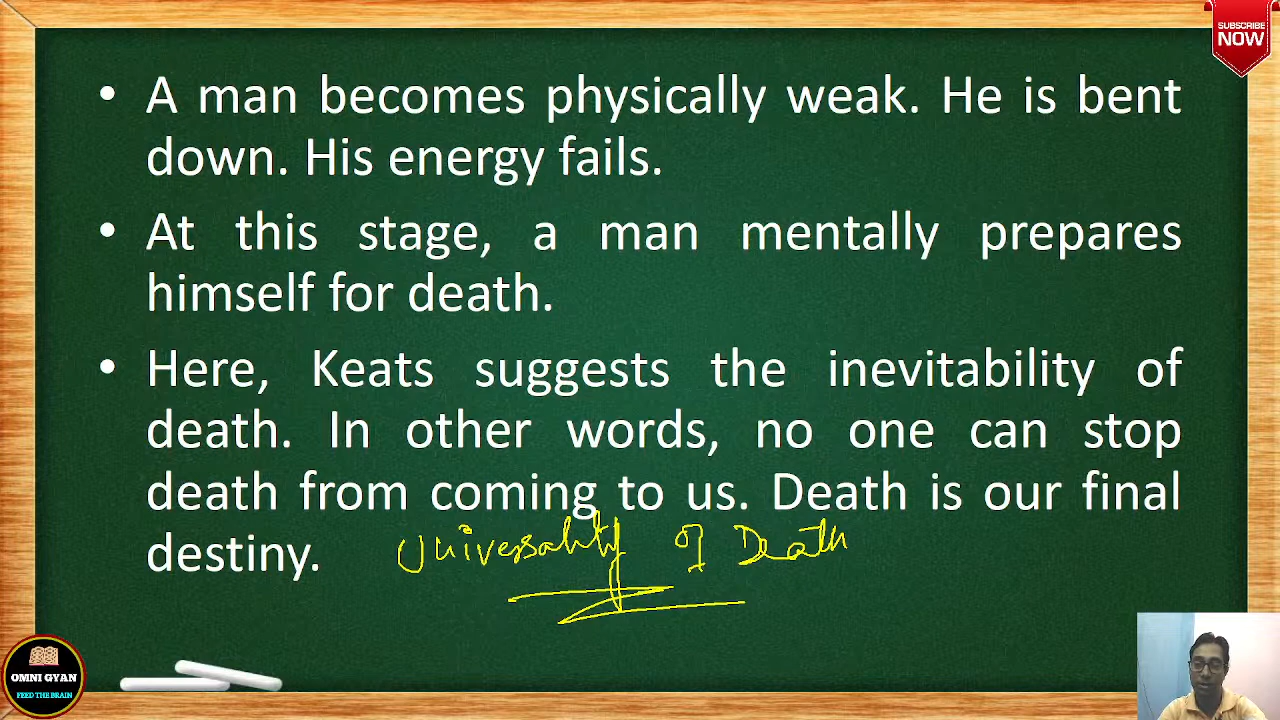 SUBSCRIBE
NOW
• A man becomes physically weak. He is bent
down. His energy fails.
• At this stage, a man mentally prepares
himself for death.
• Here, Keats suggests the inevitability of
death. In other words, no one can stop
death from coming to us. Death is our final
destiny. Universality of Death
OMNI GYAN
FEED THE BRAIN